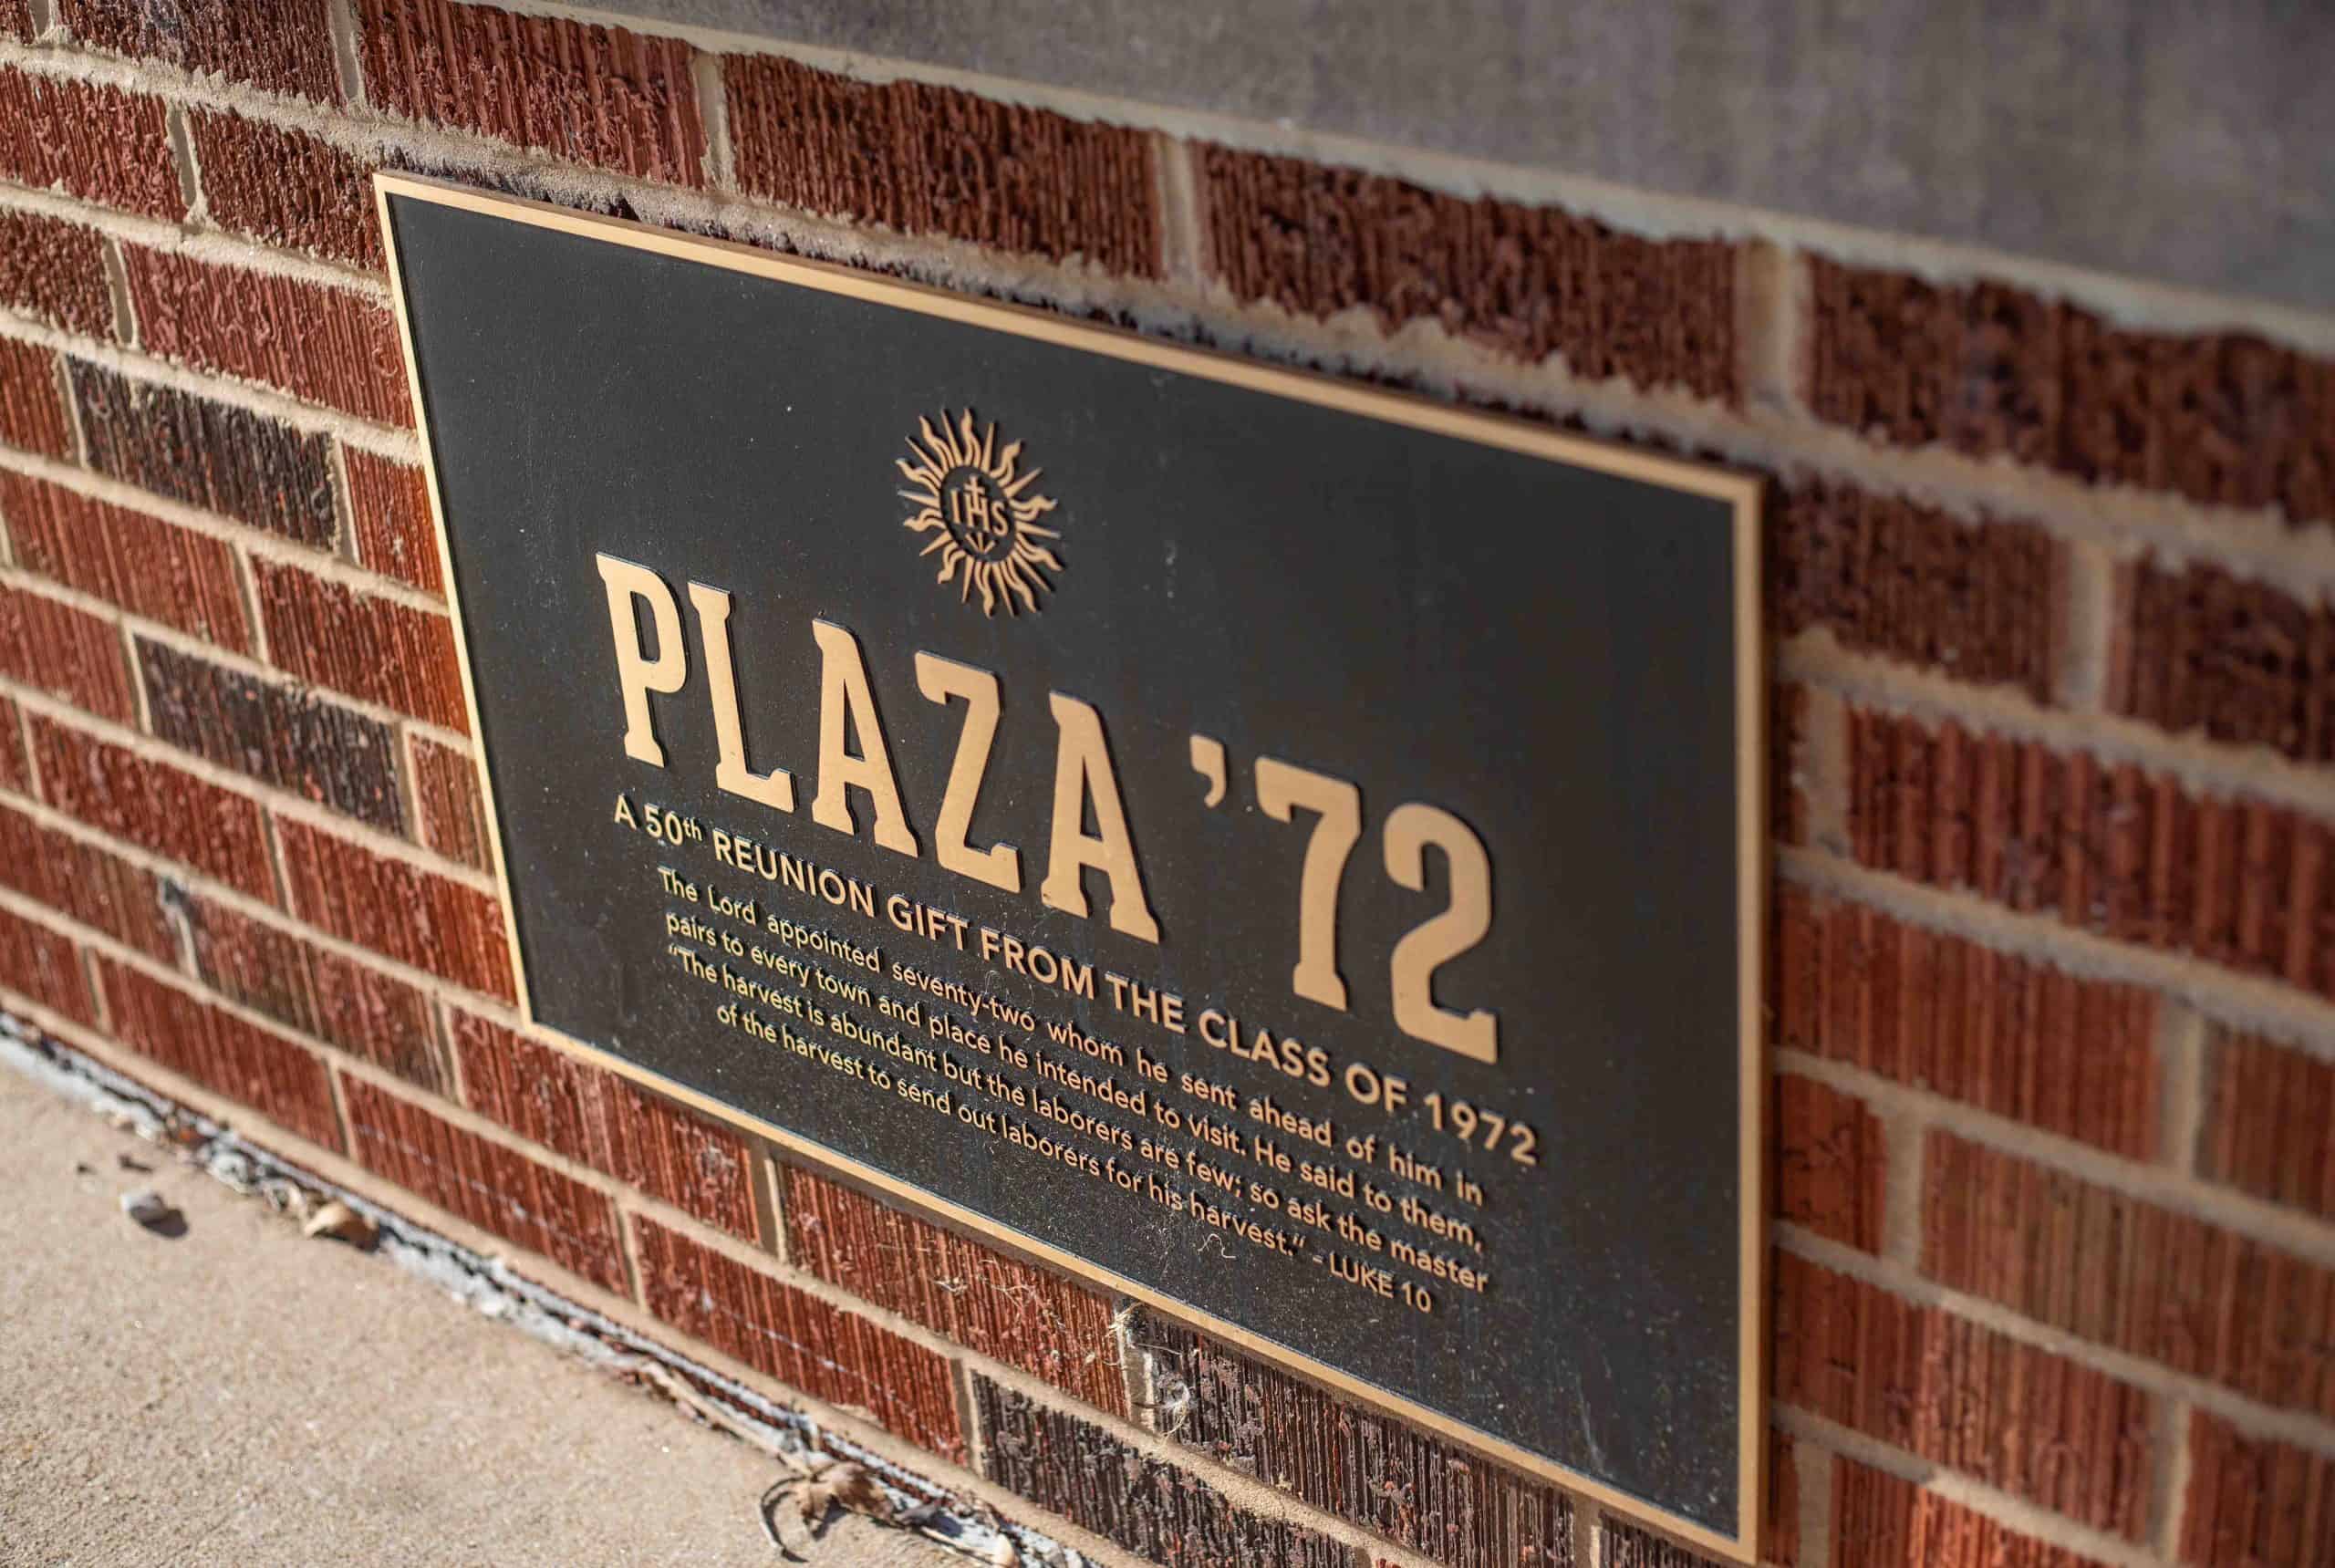 IHS
PLAZA ’72
A 50th REUNION GIFT FROM THE CLASS OF 1972
The Lord appointed seventy-two whom he sent ahead of him in
pairs to every town and place he intended to visit. He said to them,
“The harvest is abundant but the laborers are few; so ask the master
of the harvest to send out laborers for his harvest.“ - LUKE 10